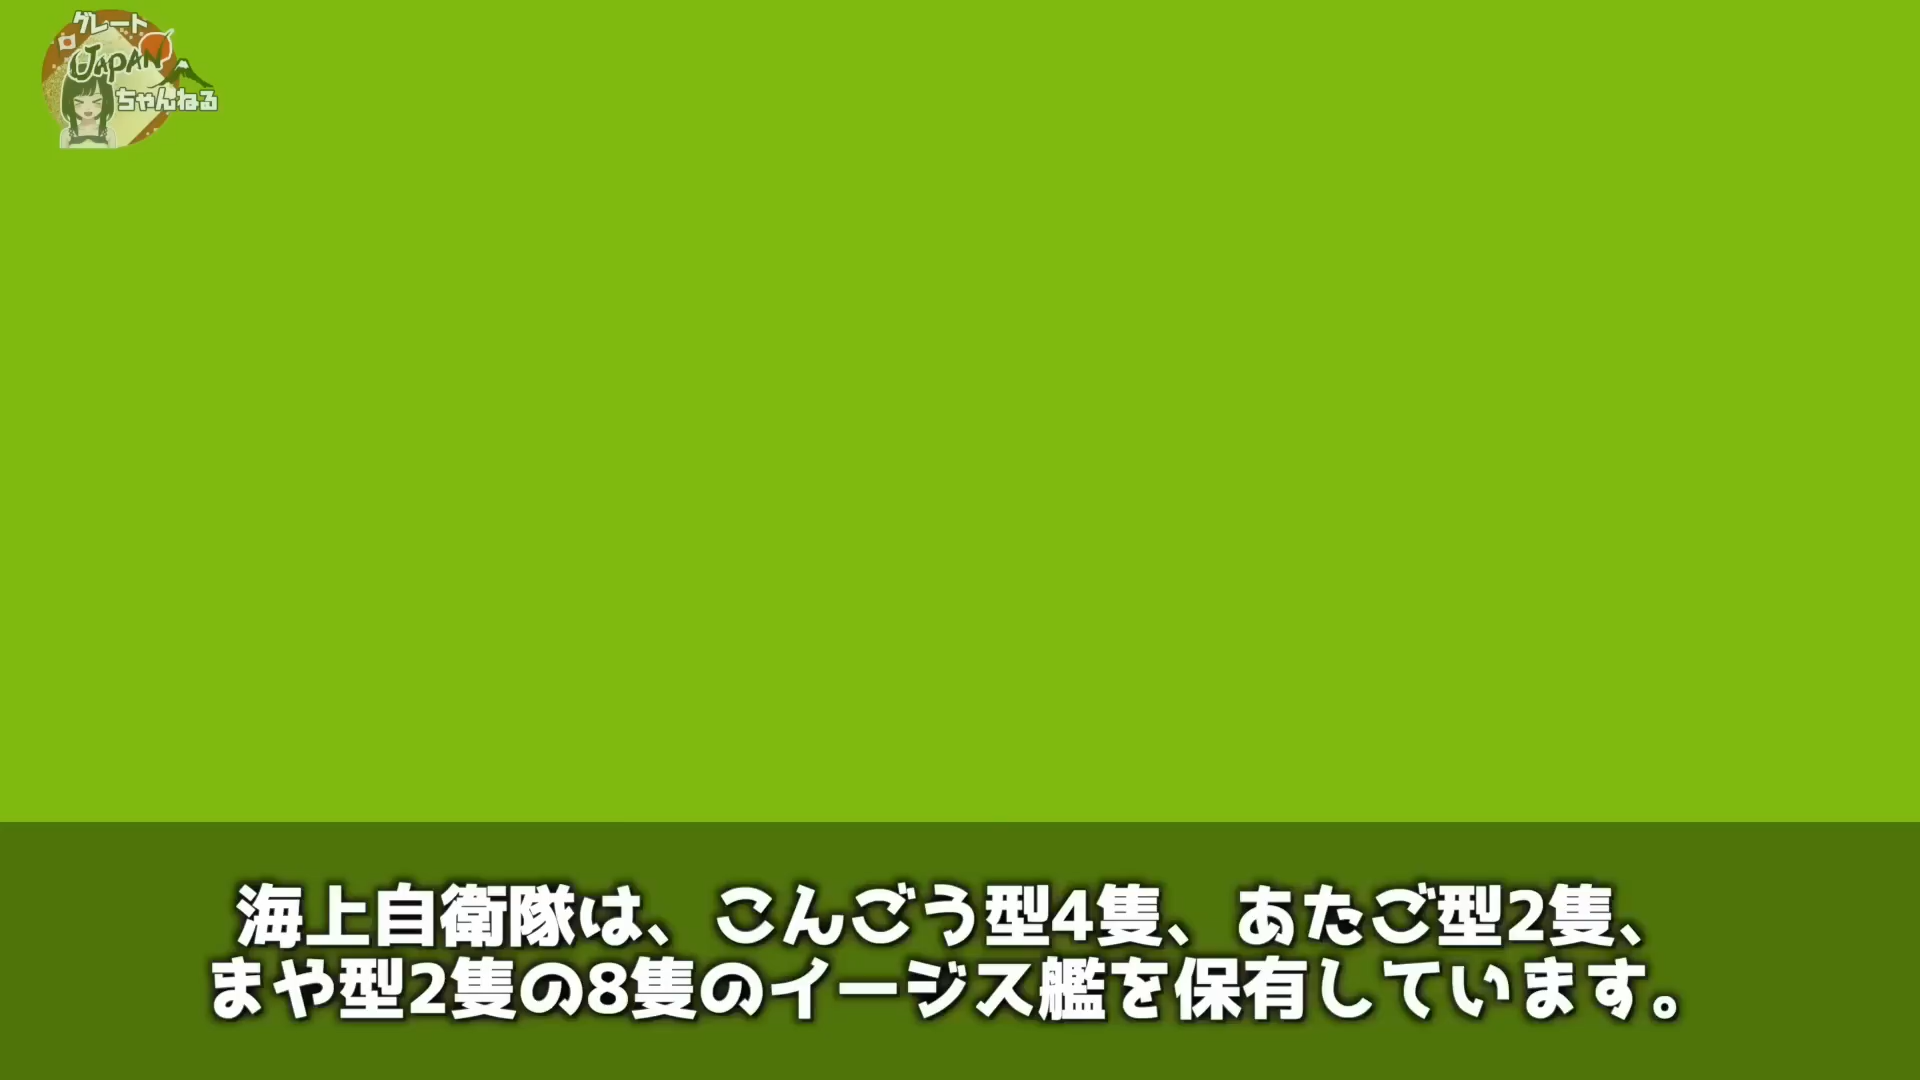 グレート
JAPAN
ちゃんねる
海上自衛隊は、こんごう型4隻、あたご型2隻、
まや型2隻の8隻のイージス艦を保有しています。